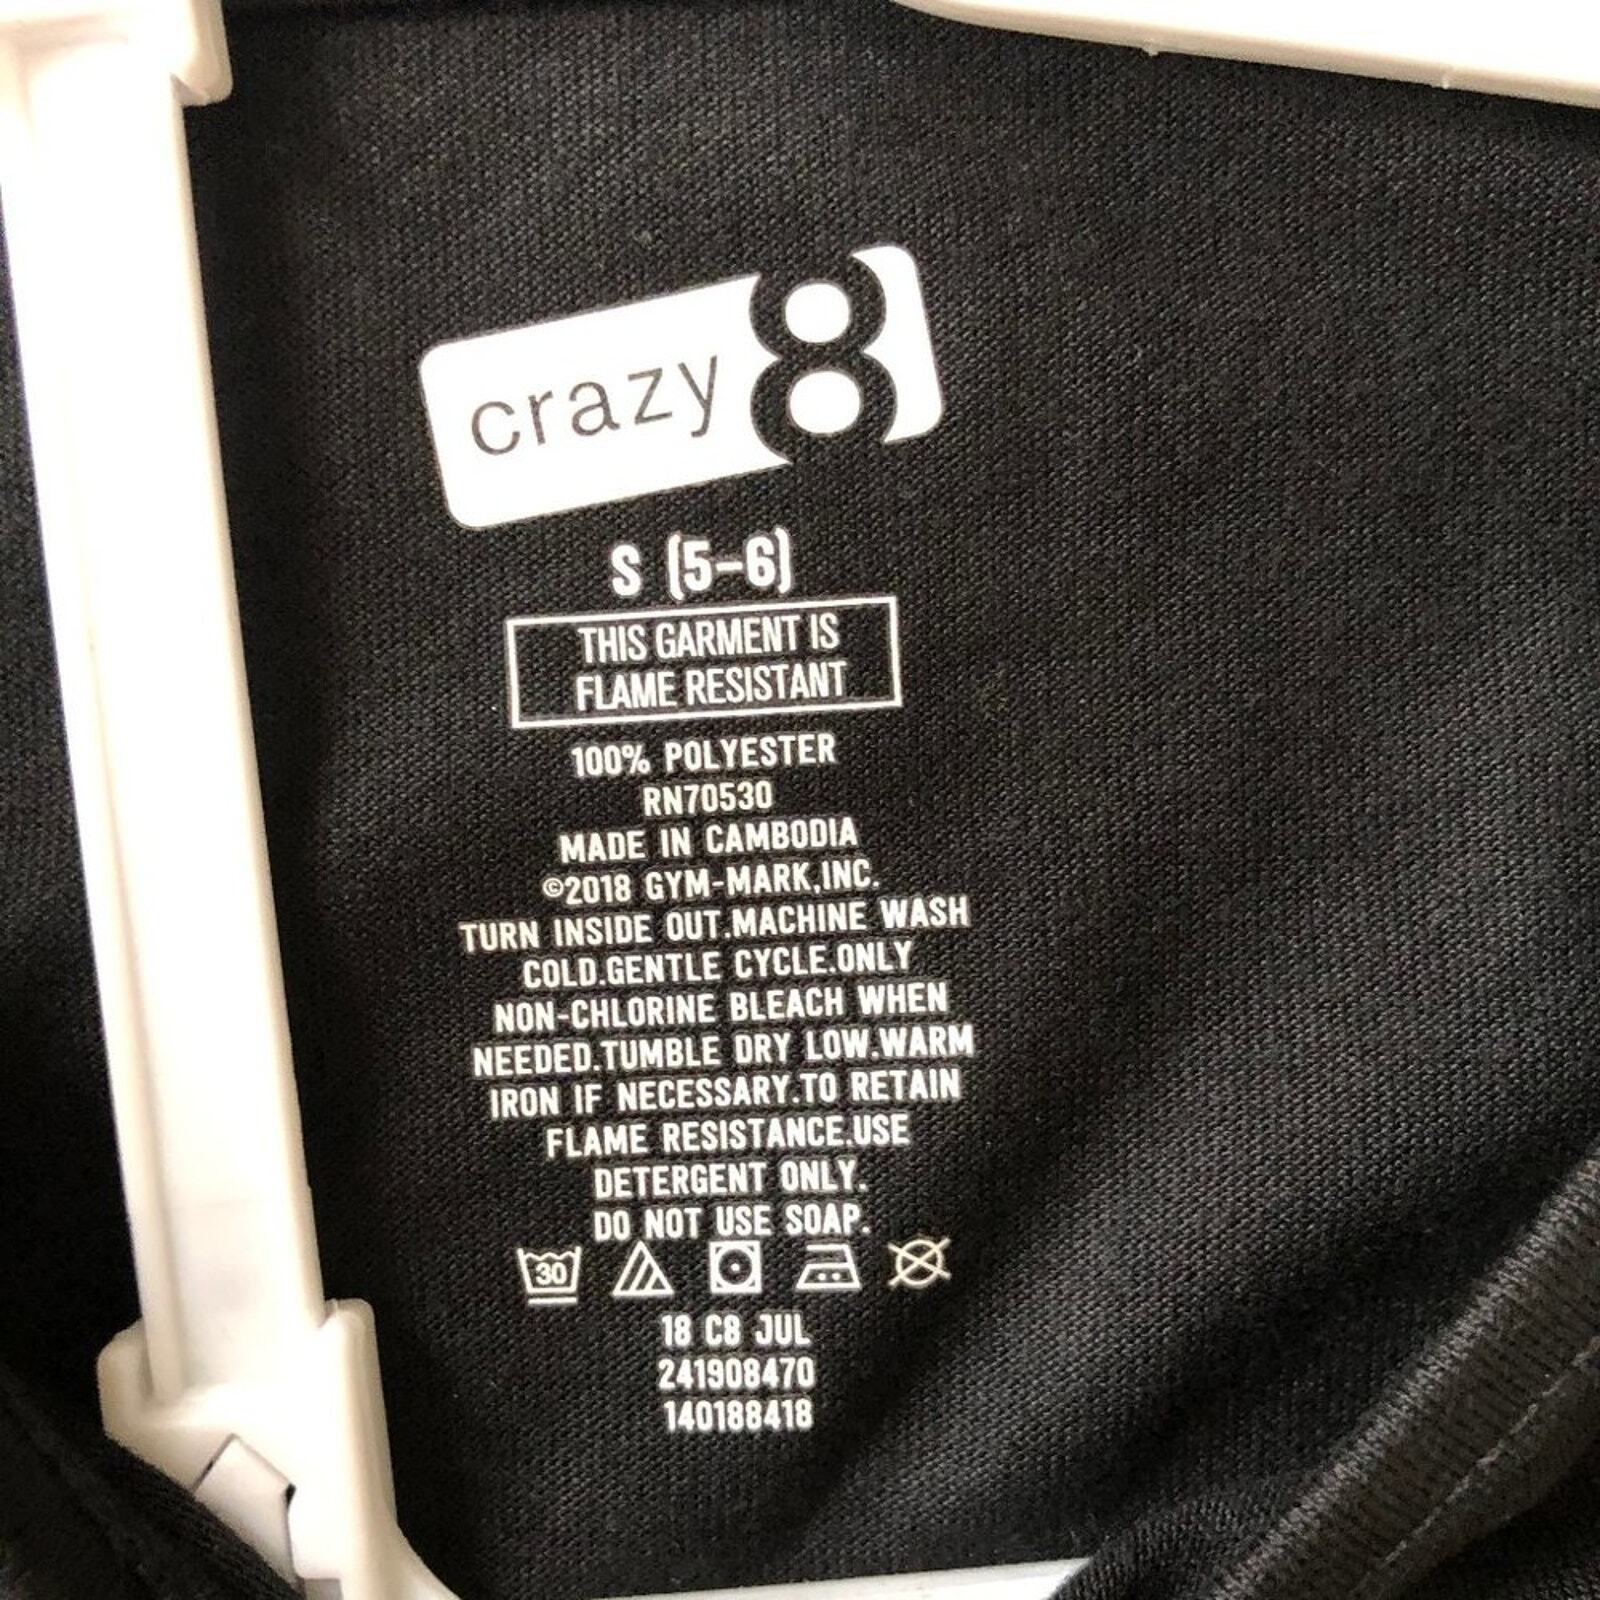 crazy 8
S (5-6)
THIS GARMENT IS
FLAME RESISTANT
100% POLYESTER
RN70530
MADE IN CAMBODIA
©2018 GYM-MARK,INC.
TURN INSIDE OUT.MACHINE WASH
COLD.GENTLE CYCLE.ONLY
NON-CHLORINE BLEACH WHEN
NEEDED.TUMBLE DRY LOW.WARM
IRON IF NECESSARY.TO RETAIN
FLAME RESISTANCE.USE
DETERGENT ONLY.
DO NOT USE SOAP.
30
18 C8 JUL
241908470
140188418